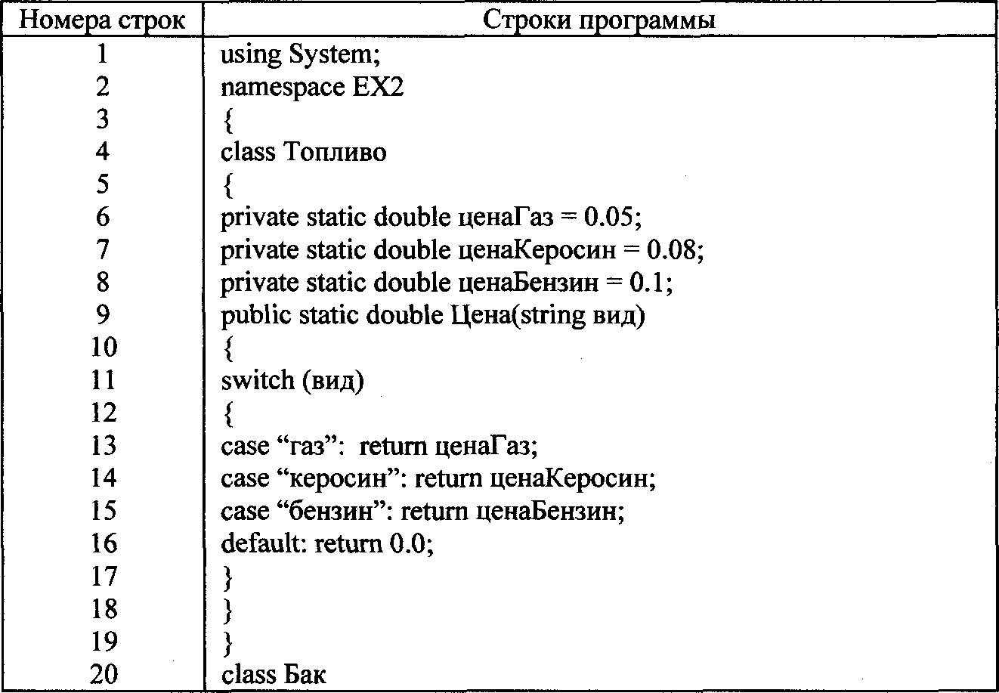 Номера строк Строки программы
1 using System;
2 namespace EX2
3 {
4 class Топливо
5 {
6 private static double ценаГаз = 0.05;
7 private static double ценаКеросин = 0.08;
8 private static double ценаБензин = 0.1;
9 public static double Цена(string вид)
10 {
11 switch (вид)
12 {
13 case “газ”: return ценаГаз;
14 case “керосин”: return ценаКеросин;
15 case “бензин”: return ценаБензин;
16 default: return 0.0;
17 }
18 }
19 }
20 class Бак